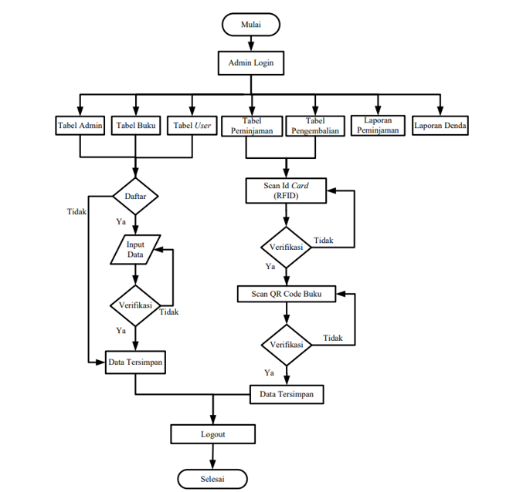 Mulai
Admin Login
Tabel Admin
Tabel Buku
Tabel User
Tabel
Peminjaman
Tabel
Pengembalian
Laporan
Peminjaman
Laporan Denda
Daftar
Tidak
Ya
Input
Data
Verifikasi
Tidak
Ya
Data Tersimpan
Scan Id Card
(RFID)
Verifikasi
Tidak
Ya
Scan QR Code Buku
Verifikasi
Tidak
Ya
Data Tersimpan
Logout
Selesai